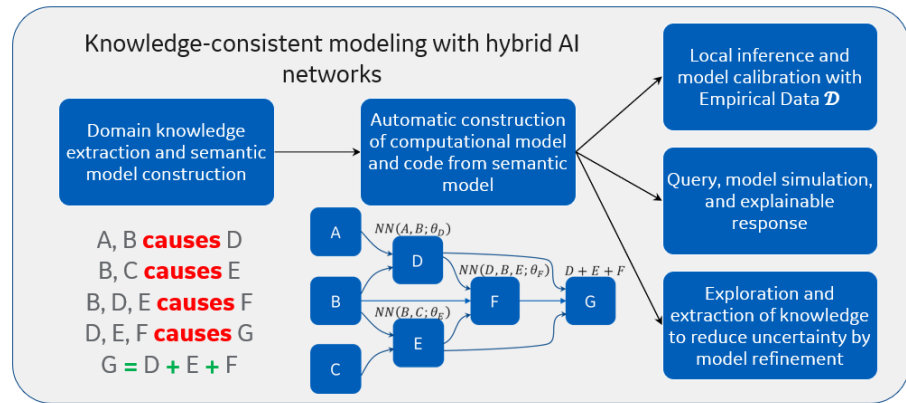 Knowledge-consistent modeling with hybrid AI
networks
Domain knowledge
extraction and semantic
model construction
Automatic construction
of computational model
and code from semantic
model
Local inference and
model calibration with
Empirical Data 𝓓
Query, model simulation,
and explainable
response
Exploration and
extraction of knowledge
to reduce uncertainty by
model refinement
A, B causes D
B, C causes E
B, D, E causes F
D, E, F causes G
G = D + E + F
A
NN(A, B; θ_D)
D
NN(D, B, E; θ_F)
D + E + F
B
F
G
NN(B, C; θ_E)
E
C